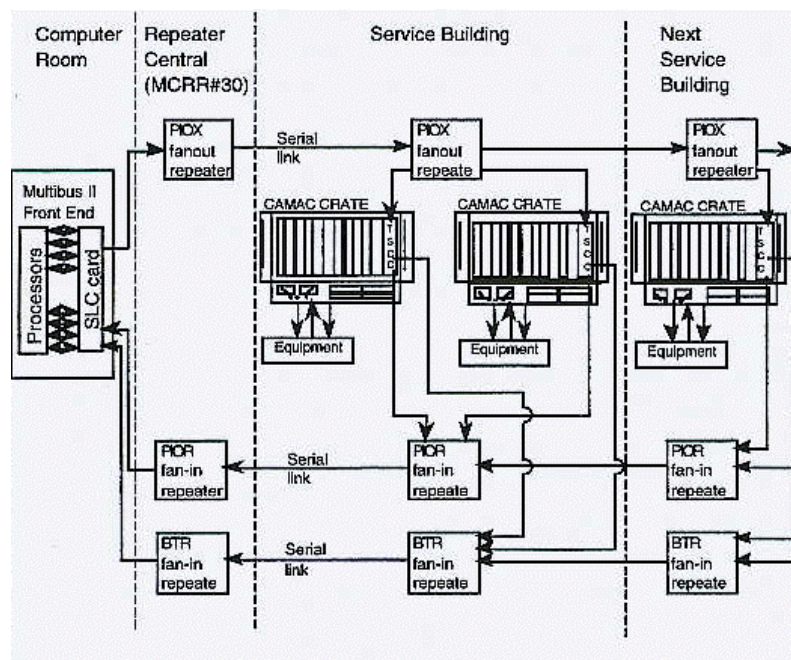 Computer
Room
Repeater
Central
(MCRR#30)
Service Building
Next
Service
Building
PIOX
fanout
repeater
Serial
link
PIOX
fanout
repeate
PIOX
fanout
repeater
Multibus II
Front End
Processors
SLC card
CAMAC CRATE
TSCC
CAMAC CRATE
TSCC
CAMAC CRATE
TSCC
Equipment
Equipment
Equipment
PIOR
fan-in
repeater
Serial
link
PIOR
fan-in
repeate
PIOR
fan-in
repeate
BTR
fan-in
repeate
Serial
link
BTR
fan-in
repeate
BTR
fan-in
repeate